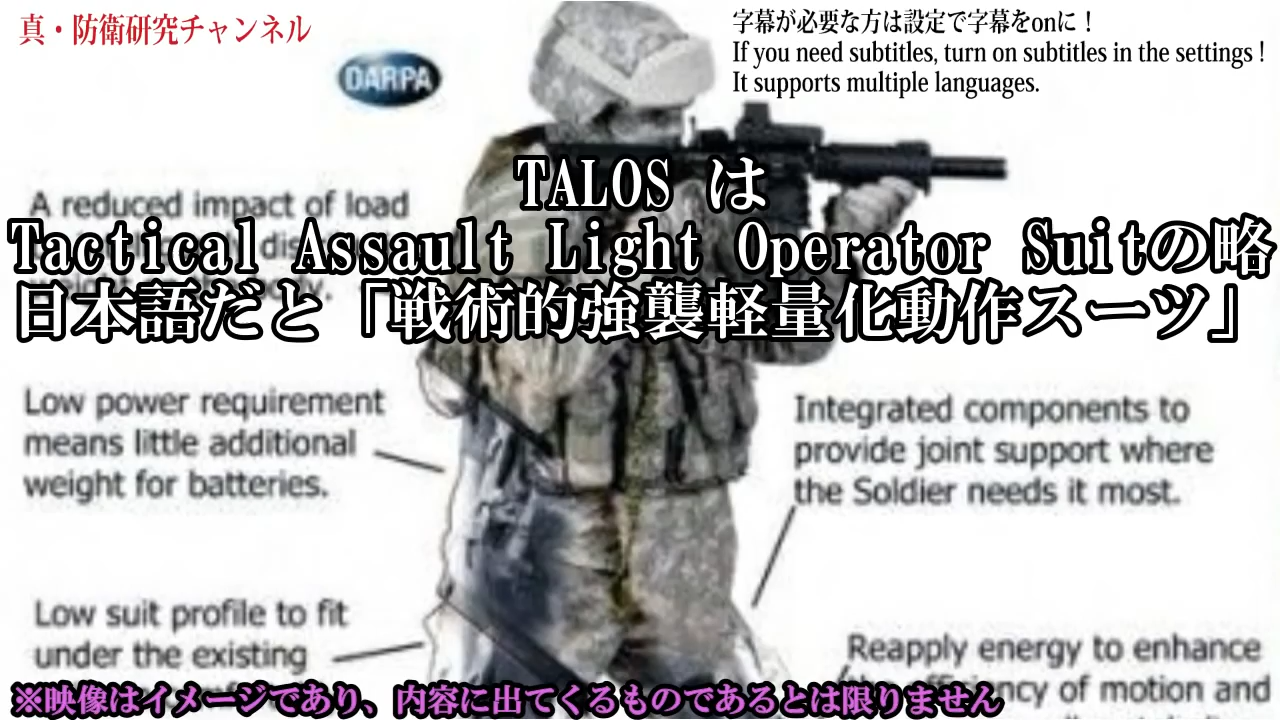 真・防衛研究チャンネル
字幕が必要な方は設定で字幕をonに！
If you need subtitles, turn on subtitles in the settings !
It supports multiple languages.
DARPA
A reduced impact of load
TALOS は
Tactical Assault Light Operator Suitの略
日本語だと「戦術的強襲軽量化動作スーツ」
Low power requirement
means little additional
weight for batteries.
Integrated components to
provide joint support where
the Soldier needs it most.
Low suit profile to fit
under the existing
Reapply energy to enhance
of motion and
※映像はイメージであり、内容に出てくるものであるとは限りません